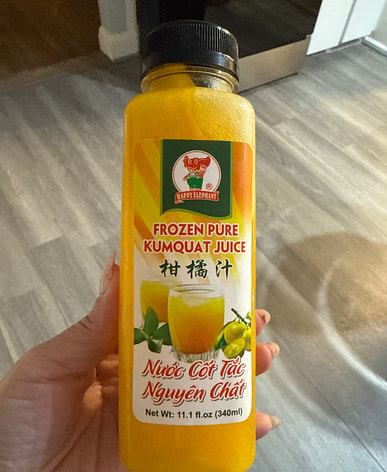 HAPPY ELEPHANT
®
FROZEN PURE
KUMQUAT JUICE
柑橘汁
Nước Cốt Tắc
Nguyên Chất
Net Wt: 11.1 fl.oz (340ml)